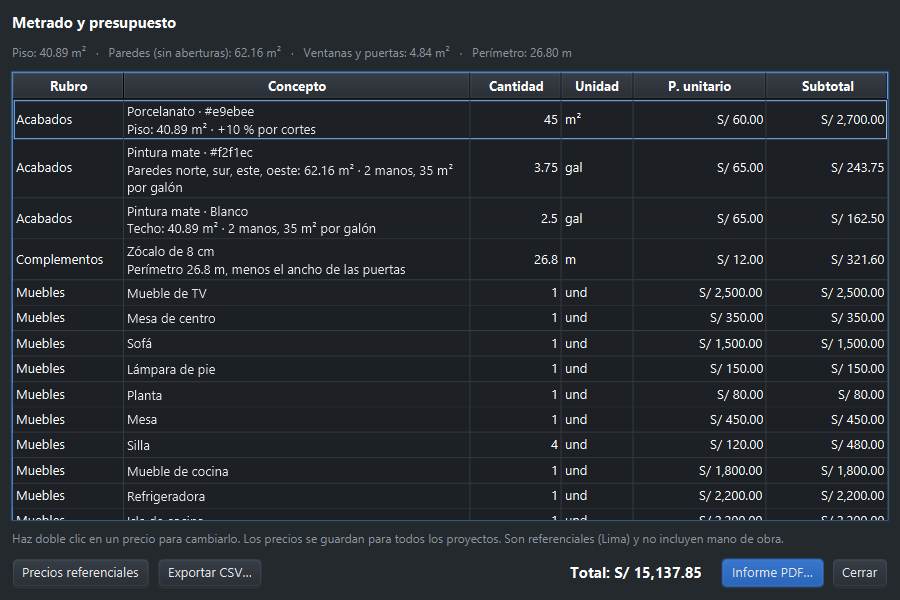 Metrado y presupuesto
Piso: 40.89 m² · Paredes (sin aberturas): 62.16 m² · Ventanas y puertas: 4.84 m² · Perímetro: 26.80 m
Rubro Concepto Cantidad Unidad P. unitario Subtotal
Acabados Porcelanato · #e9ebee 45 m² S/ 60.00 S/ 2,700.00
Piso: 40.89 m² · +10 % por cortes
Acabados Pintura mate · #f2f1ec 3.75 gal S/ 65.00 S/ 243.75
Paredes norte, sur, este, oeste: 62.16 m² · 2 manos, 35 m²
por galón
Acabados Pintura mate · Blanco 2.5 gal S/ 65.00 S/ 162.50
Techo: 40.89 m² · 2 manos, 35 m² por galón
Complementos Zócalo de 8 cm 26.8 m S/ 12.00 S/ 321.60
Perímetro 26.8 m, menos el ancho de las puertas
Muebles Mueble de TV 1 und S/ 2,500.00 S/ 2,500.00
Muebles Mesa de centro 1 und S/ 350.00 S/ 350.00
Muebles Sofá 1 und S/ 1,500.00 S/ 1,500.00
Muebles Lámpara de pie 1 und S/ 150.00 S/ 150.00
Muebles Planta 1 und S/ 80.00 S/ 80.00
Muebles Mesa 1 und S/ 450.00 S/ 450.00
Muebles Silla 4 und S/ 120.00 S/ 480.00
Muebles Mueble de cocina 1 und S/ 1,800.00 S/ 1,800.00
Muebles Refrigeradora 1 und S/ 2,200.00 S/ 2,200.00
Muebles Isla de cocina 1 und S/ 2,200.00 S/ 2,200.00
Haz doble clic en un precio para cambiarlo. Los precios se guardan para todos los proyectos. Son referenciales (Lima) y no incluyen mano de obra.
Precios referenciales Exportar CSV... Total: S/ 15,137.85 Informe PDF... Cerrar